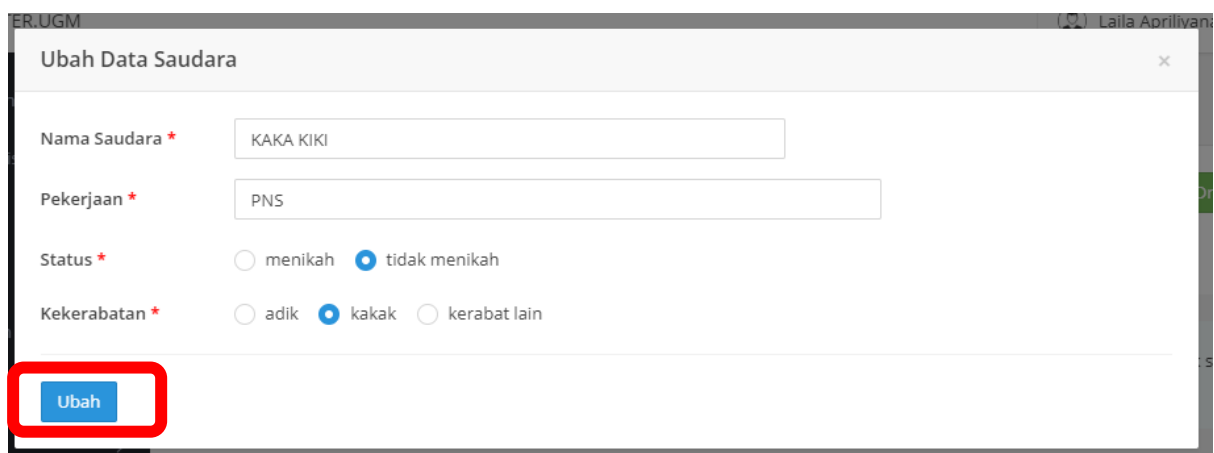 ER.UGM Laila Apriliyana
Ubah Data Saudara ×
Nama Saudara * KAKA KIKI
Pekerjaan * PNS
Status * menikah tidak menikah
Kekerabatan * adik kakak kerabat lain
Ubah